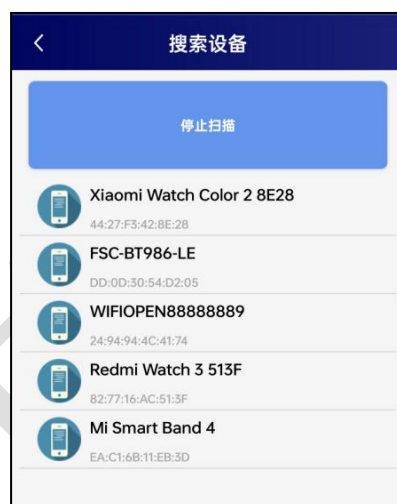 搜索设备
停止扫描
Xiaomi Watch Color 2 8E28
44:27:F3:42:8E:28
FSC-BT986-LE
DD:0D:30:54:D2:05
WIFIOPEN88888889
24:94:94:4C:41:74
Redmi Watch 3 513F
82:77:16:AC:51:3F
Mi Smart Band 4
EA:C1:6B:11:EB:3D